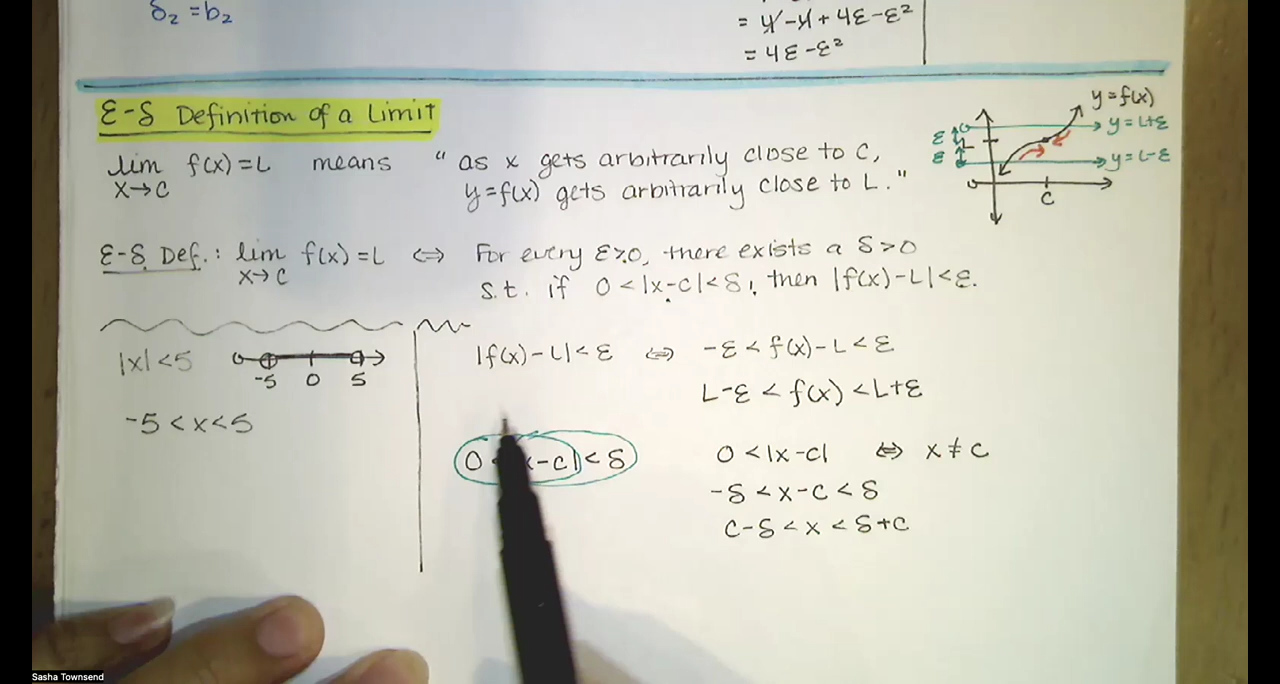 δ₂ = b₂
= 4 - 4 + 4ε - ε²
= 4ε - ε²
ε-δ Definition of a Limit
lim f(x) = L means "as x gets arbitrarily close to c,
x→c y = f(x) gets arbitrarily close to L."
y = f(x)
y = L+ε
ε
ε
y = L-ε
c
ε-δ Def.: lim f(x) = L ⇔ For every ε>0, there exists a δ>0
x→c s.t. if 0 < |x-c| < δ, then |f(x)-L| < ε.
|x| < 5
-5 0 5
-5 < x < 5
|f(x)-L| < ε ⇔ -ε < f(x)-L < ε
L-ε < f(x) < L+ε
0 < x-c| < δ 0 < |x-c| ⇔ x ≠ c
-δ < x-c < δ
c-δ < x < δ+c
Sasha Townsend